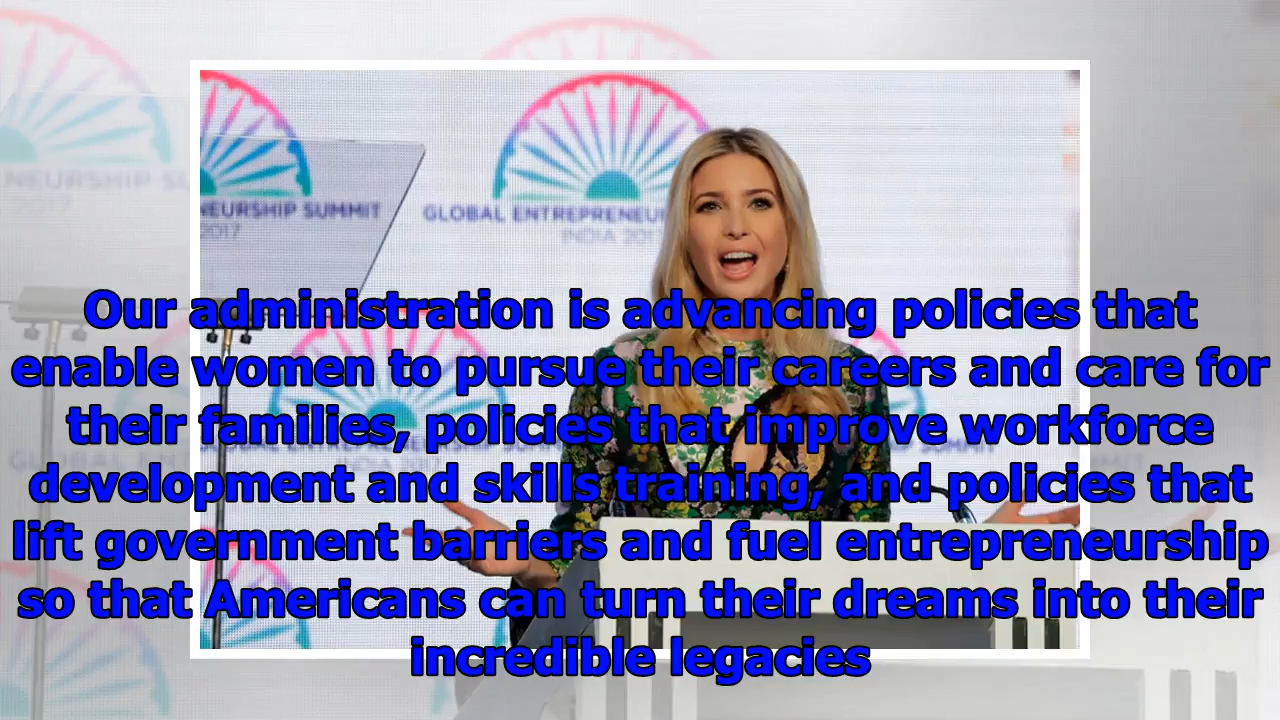 NEURSHIP SUMMIT
2017
GLOBAL ENTREPRENEU
INDIA 201
Our administration is advancing policies that
enable women to pursue their careers and care for
their families, policies that improve workforce
development and skills training, and policies that
lift government barriers and fuel entrepreneurship
so that Americans can turn their dreams into their
incredible legacies